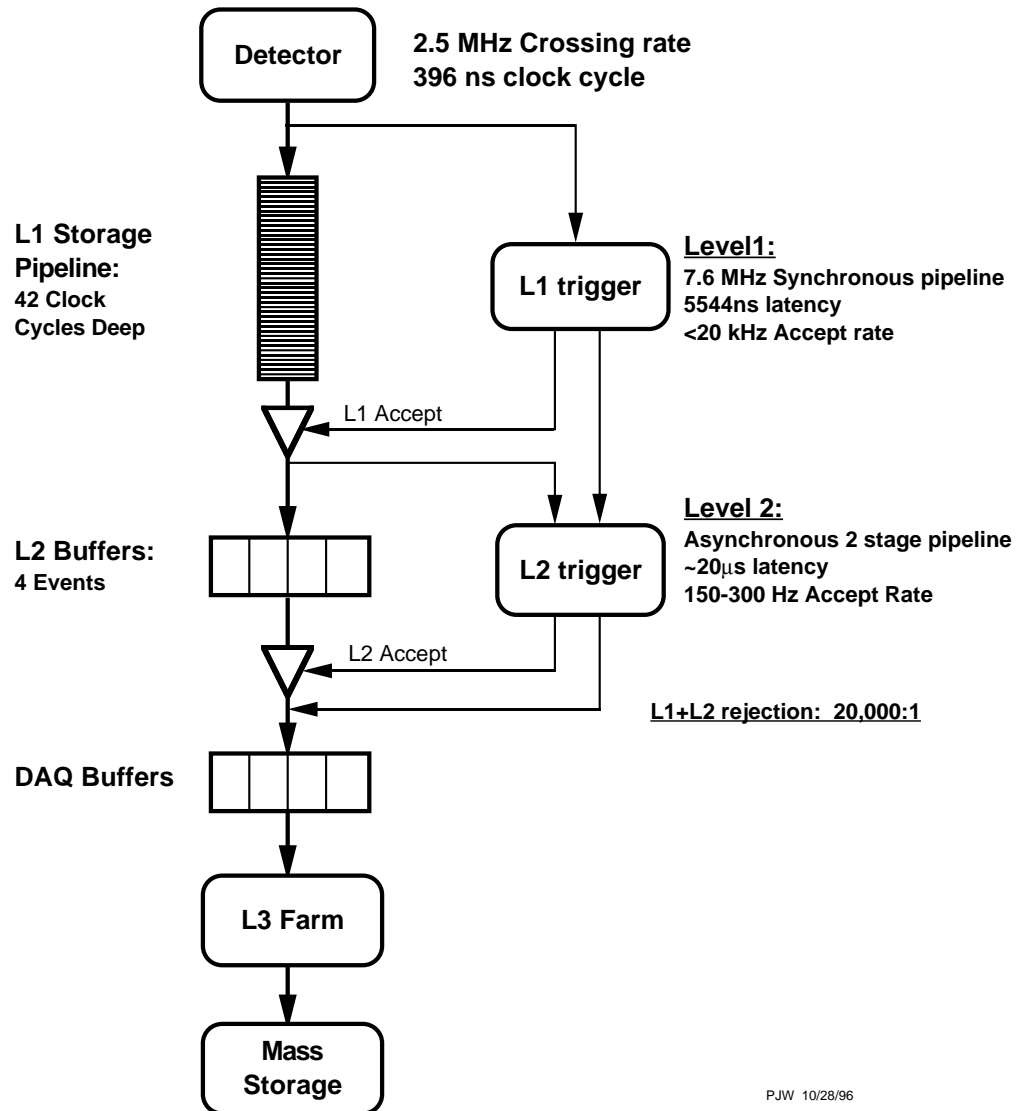 Detector
2.5 MHz Crossing rate
396 ns clock cycle
L1 Storage
Pipeline:
42 Clock
Cycles Deep
L1 trigger
Level1:
7.6 MHz Synchronous pipeline
5544ns latency
<20 kHz Accept rate
L1 Accept
L2 Buffers:
4 Events
L2 trigger
Level 2:
Asynchronous 2 stage pipeline
~20μs latency
150-300 Hz Accept Rate
L2 Accept
L1+L2 rejection: 20,000:1
DAQ Buffers
L3 Farm
Mass
Storage
PJW 10/28/96